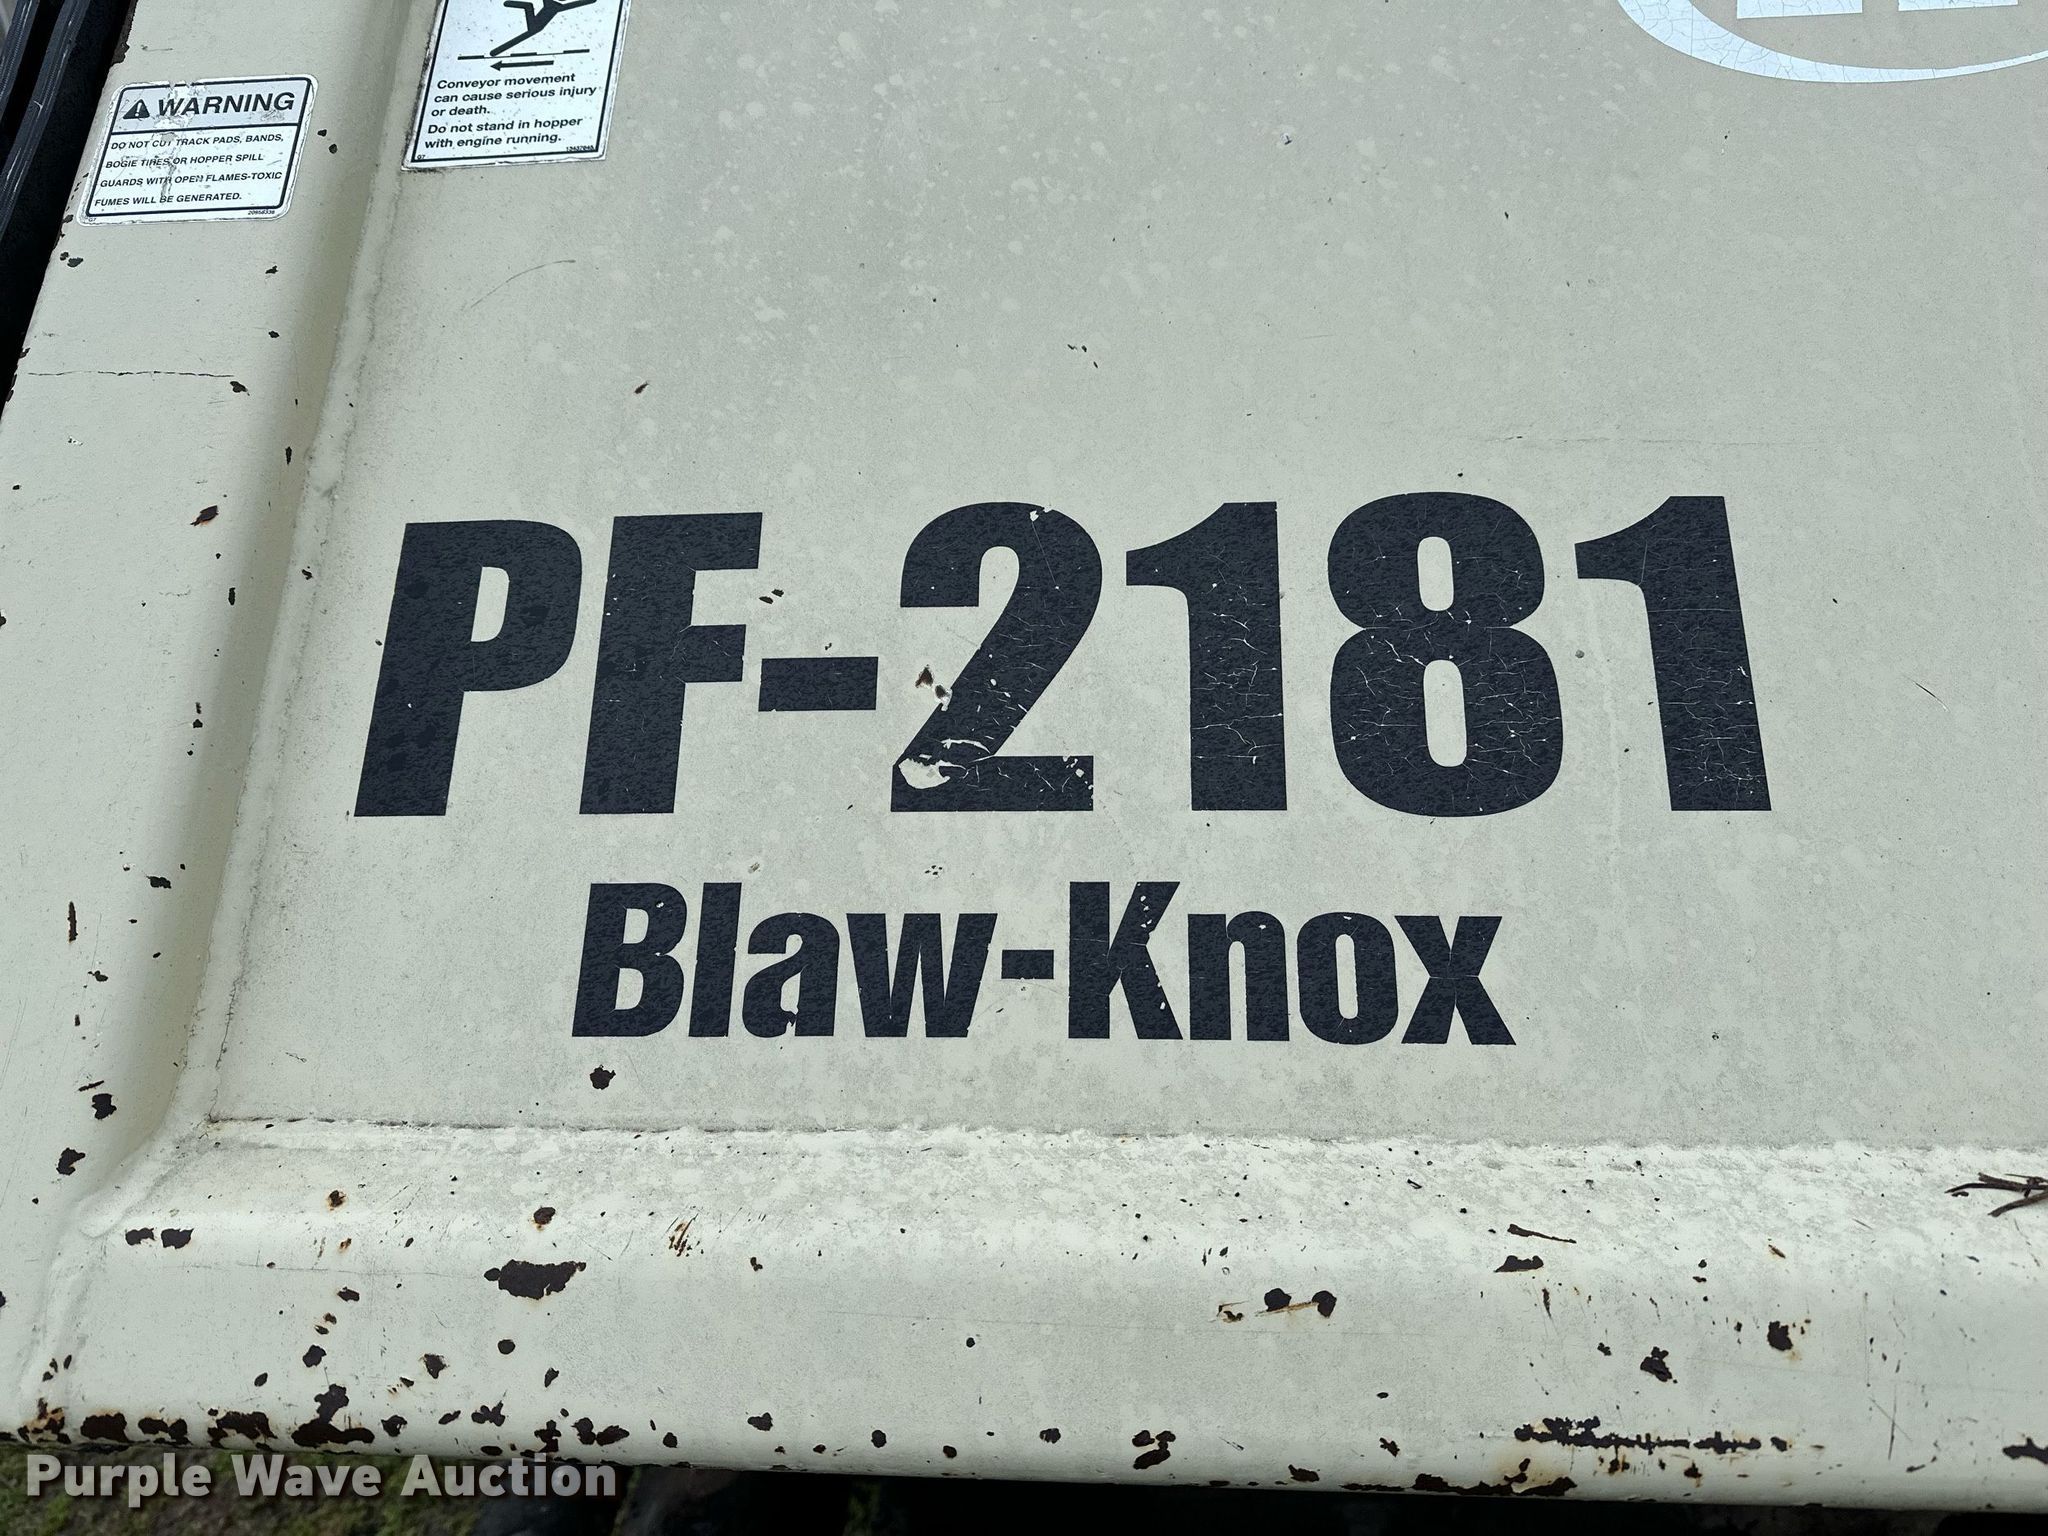 Conveyor movement
can cause serious injury
or death.
Do not stand in hopper
with engine running.
WARNING
DO NOT CUT TRACK PADS, BANDS,
BOGIE TIRES OR HOPPER SPILL
GUARDS WITH OPEN FLAMES-TOXIC
FUMES WILL BE GENERATED.
PF-2181
Blaw-Knox
Purple Wave Auction